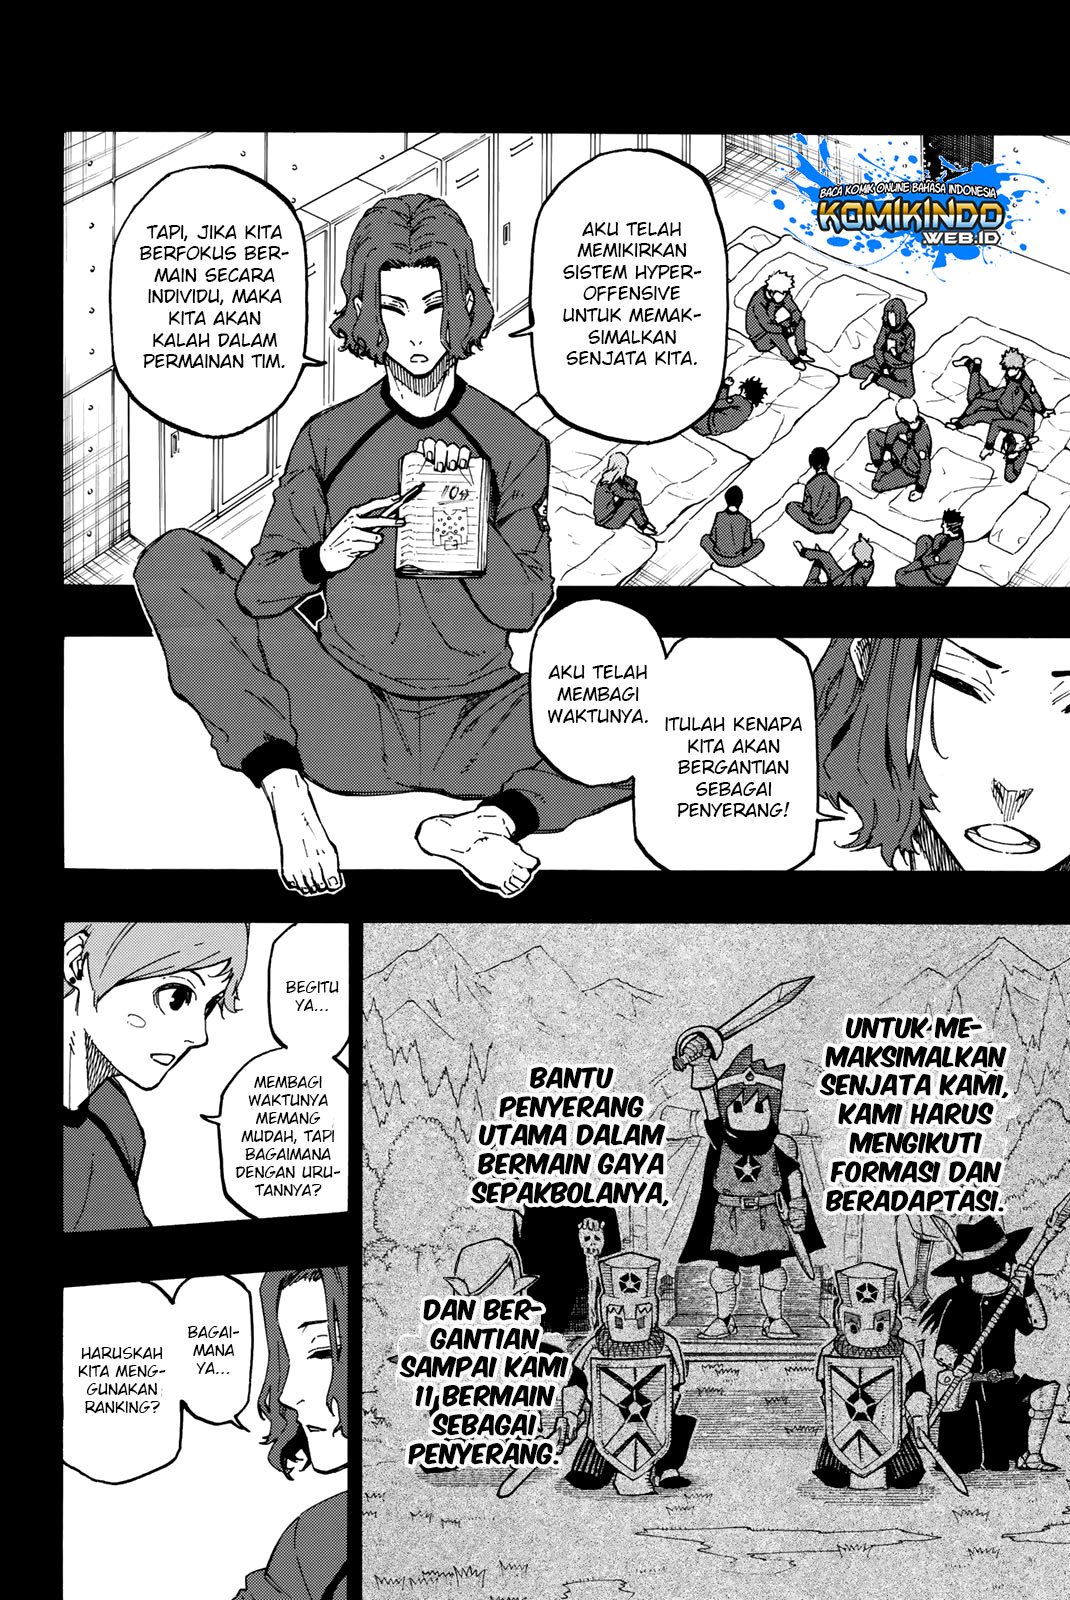 BACA KOMIK ONLINE BAHASA INDONESIA
KOMIKINDO
WEB.ID
AKU TELAH
MEMIKIRKAN
SISTEM HYPER-
OFFENSIVE
UNTUK MEMAK-
SIMALKAN
SENJATA KITA.
TAPI, JIKA KITA
BERFOKUS BER-
MAIN SECARA
INDIVIDU, MAKA
KITA AKAN
KALAH DALAM
PERMAINAN TIM.
ITULAH KENAPA
KITA AKAN
BERGANTIAN
SEBAGAI
PENYERANG!
AKU TELAH
MEMBAGI
WAKTUNYA.
UNTUK ME-
MAKSIMALKAN
SENJATA KAMI,
KAMI HARUS
MENGIKUTI
FORMASI DAN
BERADAPTASI.
BANTU
PENYERANG
UTAMA DALAM
BERMAIN GAYA
SEPAKBOLANYA,
DAN BER-
GANTIAN
SAMPAI KAMI
11 BERMAIN
SEBAGAI
PENYERANG.
BEGITU
YA...
MEMBAGI
WAKTUNYA
MEMANG
MUDAH, TAPI
BAGAIMANA
DENGAN URU-
TANNYA?
BAGAI-
MANA
YA...
HARUSKAH
KITA MENG-
GUNAKAN
RANKING?